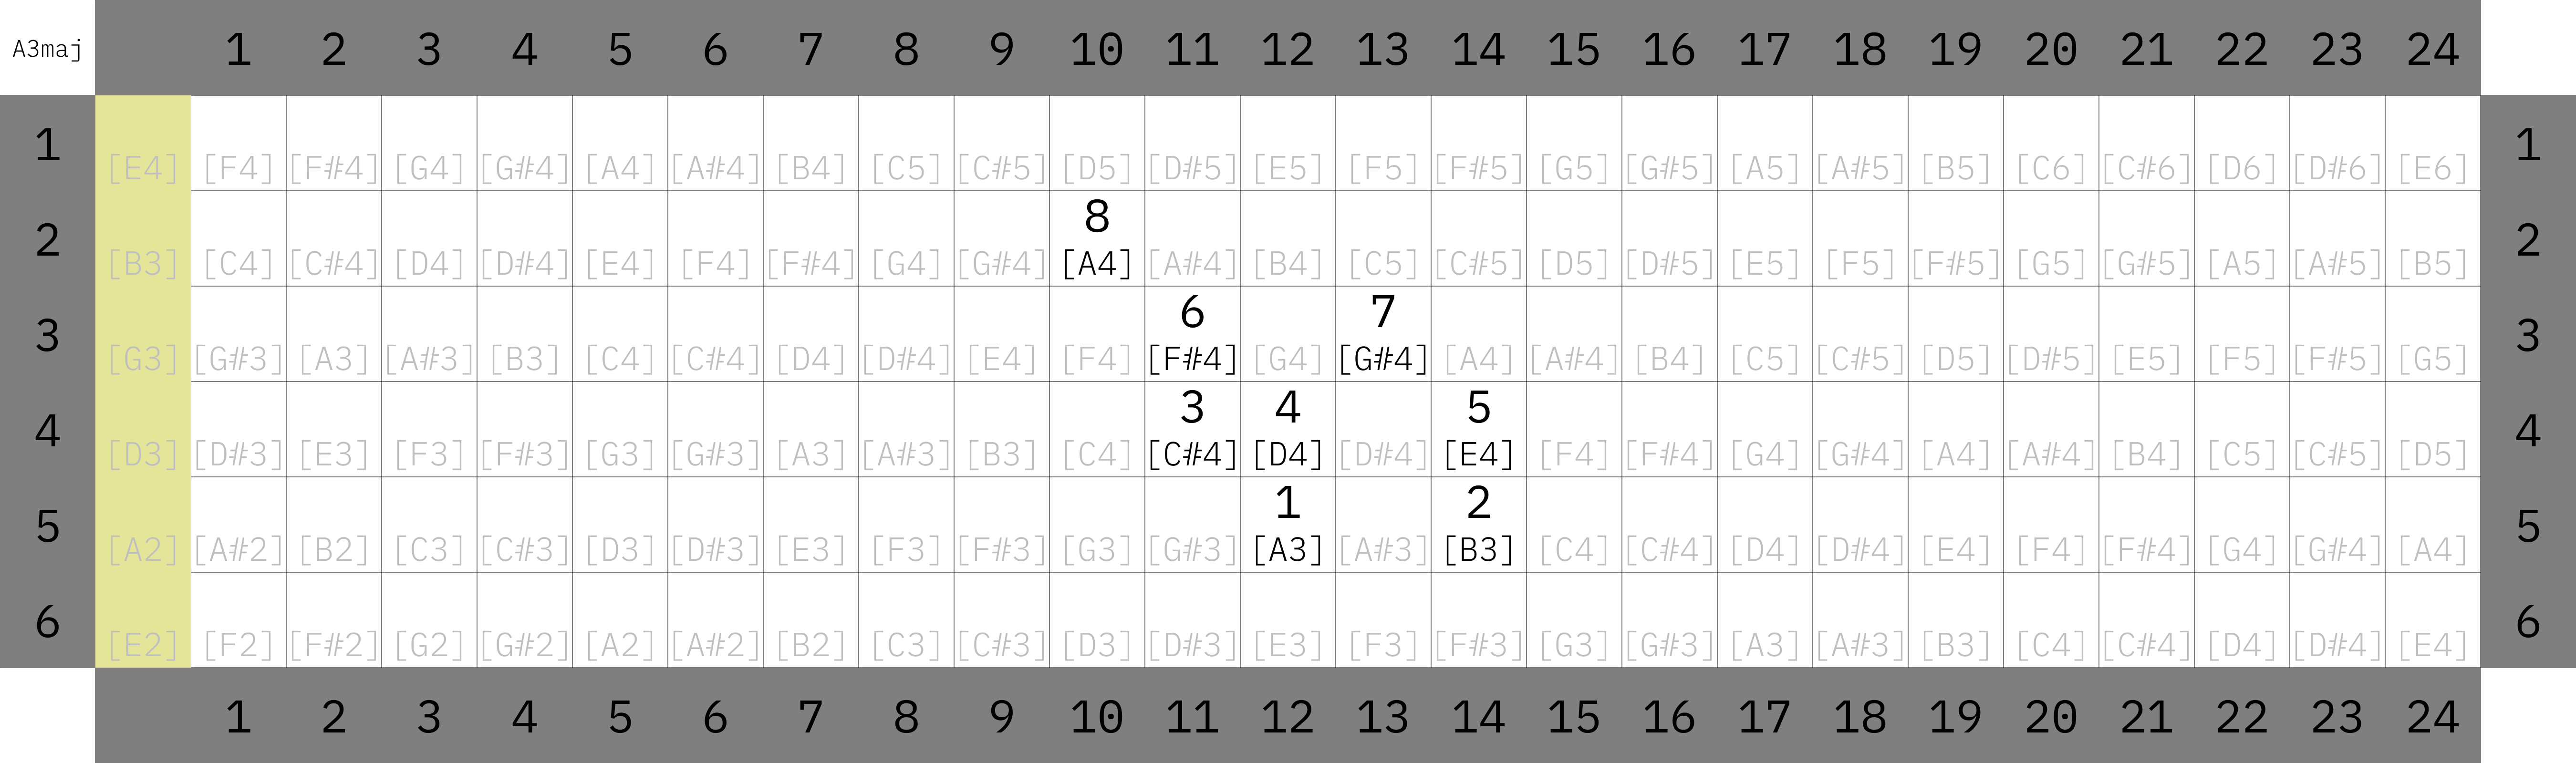 A3maj 1 2 3 4 5 6 7 8 9 10 11 12 13 14 15 16 17 18 19 20 21 22 23 24
1 [E4] [F4] [F#4] [G4] [G#4] [A4] [A#4] [B4] [C5] [C#5] [D5] [D#5] [E5] [F5] [F#5] [G5] [G#5] [A5] [A#5] [B5] [C6] [C#6] [D6] [D#6] [E6] 1
8
2 [B3] [C4] [C#4] [D4] [D#4] [E4] [F4] [F#4] [G4] [G#4] [A4] [A#4] [B4] [C5] [C#5] [D5] [D#5] [E5] [F5] [F#5] [G5] [G#5] [A5] [A#5] [B5] 2
6 7
3 [G3] [G#3] [A3] [A#3] [B3] [C4] [C#4] [D4] [D#4] [E4] [F4] [F#4] [G4] [G#4] [A4] [A#4] [B4] [C5] [C#5] [D5] [D#5] [E5] [F5] [F#5] [G5] 3
3 4 5
4 [D3] [D#3] [E3] [F3] [F#3] [G3] [G#3] [A3] [A#3] [B3] [C4] [C#4] [D4] [D#4] [E4] [F4] [F#4] [G4] [G#4] [A4] [A#4] [B4] [C5] [C#5] [D5] 4
1 2
5 [A2] [A#2] [B2] [C3] [C#3] [D3] [D#3] [E3] [F3] [F#3] [G3] [G#3] [A3] [A#3] [B3] [C4] [C#4] [D4] [D#4] [E4] [F4] [F#4] [G4] [G#4] [A4] 5
6 [E2] [F2] [F#2] [G2] [G#2] [A2] [A#2] [B2] [C3] [C#3] [D3] [D#3] [E3] [F3] [F#3] [G3] [G#3] [A3] [A#3] [B3] [C4] [C#4] [D4] [D#4] [E4] 6
1 2 3 4 5 6 7 8 9 10 11 12 13 14 15 16 17 18 19 20 21 22 23 24